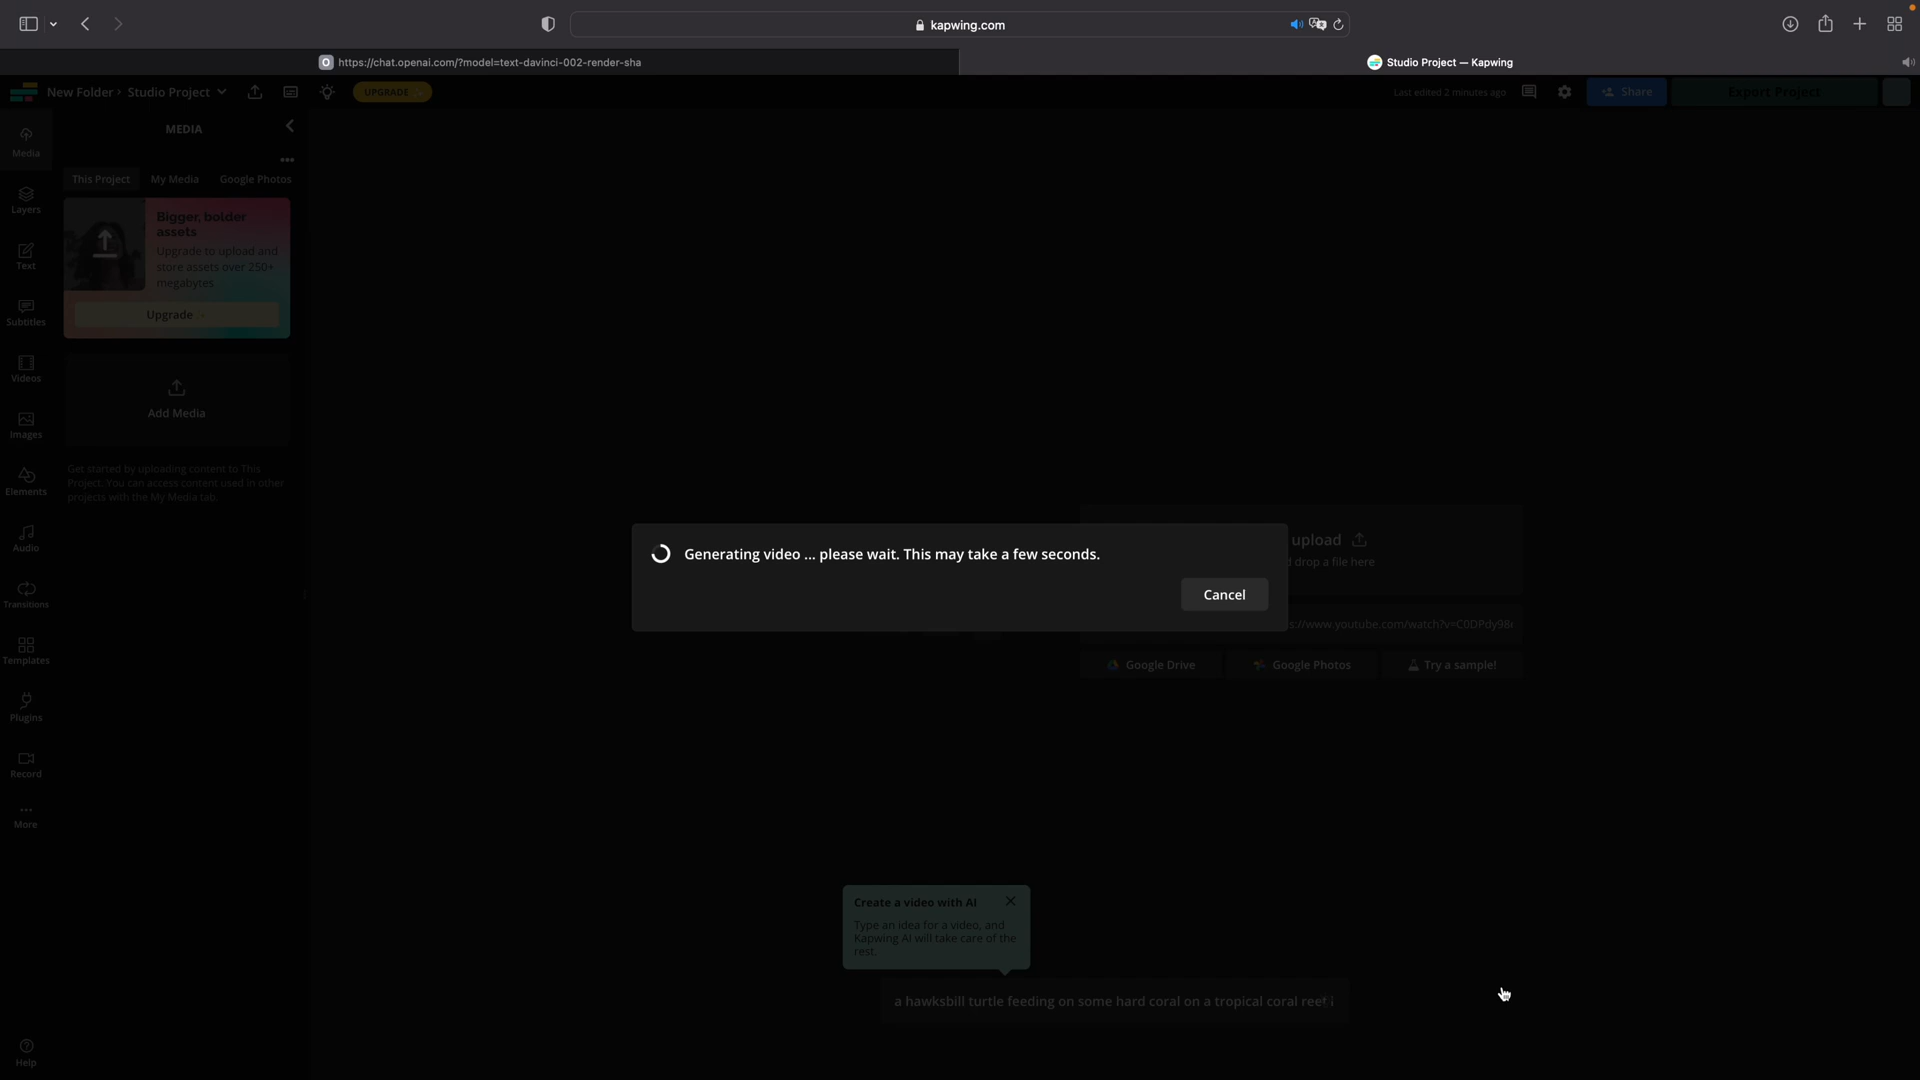 kapwing.com
O https://chat.openai.com/?model=text-davinci-002-render-sha
Studio Project — Kapwing
New Folder › Studio Project
UPGRADE
Last edited 2 minutes ago
Share
Export Project
Media
Layers
Text
Subtitles
Videos
Images
Elements
Audio
Transitions
Templates
Plugins
Record
More
Help
MEDIA
This Project My Media Google Photos
Bigger, bolder
assets
Upgrade to upload and
store assets over 250+
megabytes
Upgrade
Add Media
Get started by uploading content to This
Project. You can access content used in other
projects with the My Media tab.
Generating video ... please wait. This may take a few seconds.
Cancel
upload
drop a file here
s://www.youtube.com/watch?v=C0DPdy98
Google Drive Google Photos Try a sample!
Create a video with AI
Type an idea for a video, and
Kapwing AI will take care of the
rest.
a hawksbill turtle feeding on some hard coral on a tropical coral reef